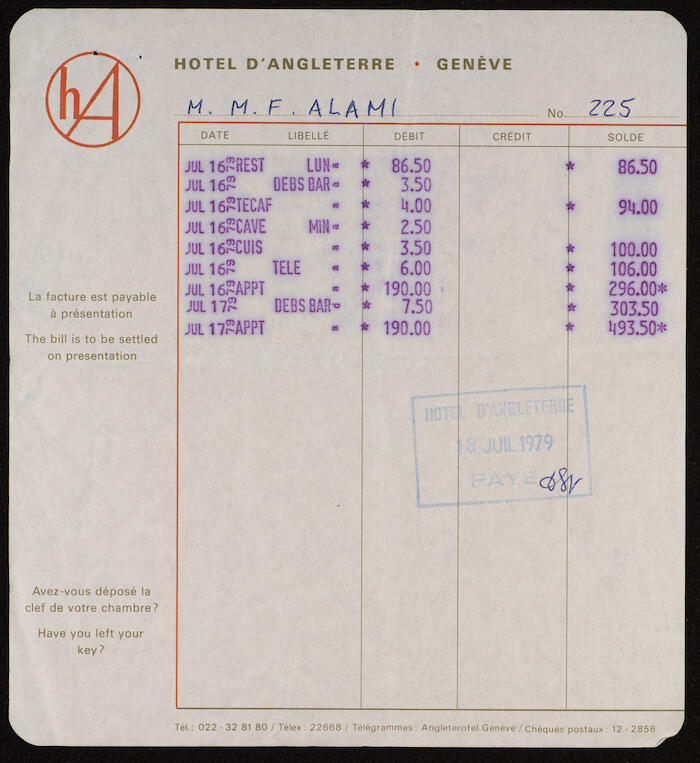 hA
HOTEL D'ANGLETERRE • GENÈVE
M. M. F. ALAMI No. 225
DATE LIBELLÉ DÉBIT CRÉDIT SOLDE
JUL 16 79 REST LUN * 86.50 * 86.50
JUL 16 79 DEBS BAR * 3.50
JUL 16 79 TECAF * 4.00 * 94.00
JUL 16 79 CAVE MIN * 2.50
JUL 16 79 CUIS * 3.50 * 100.00
JUL 16 79 TELE * 6.00 * 106.00
JUL 16 79 APPT * 190.00 * 296.00*
JUL 17 79 DEBS BAR * 7.50 * 303.50
JUL 17 79 APPT * 190.00 * 493.50*
La facture est payable
à présentation
The bill is to be settled
on presentation
HOTEL D'ANGLETERRE
18 JUIL 1979
PAYÉ
Avez-vous déposé la
clef de votre chambre?
Have you left your
key?
Tél.: 022 - 32 81 80 / Télex: 22668 / Télégrammes: Angleterotel Genève / Chèques postaux: 12 - 2856